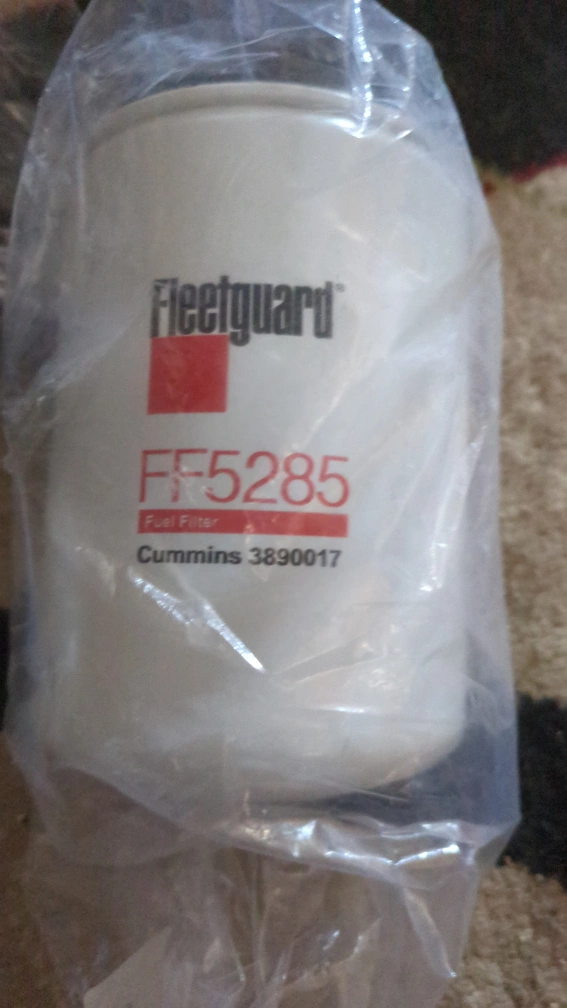 Fleetguard®
FF5285
Fuel Filter
Cummins 3890017